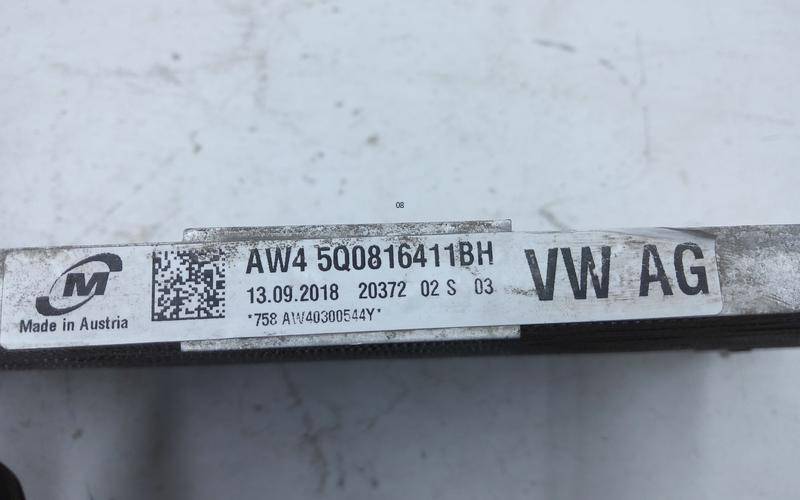 08
AW4 5Q0816411BH
13.09.2018 20372 02 S 03
*758 AW40300544Y*
VW AG
M
Made in Austria